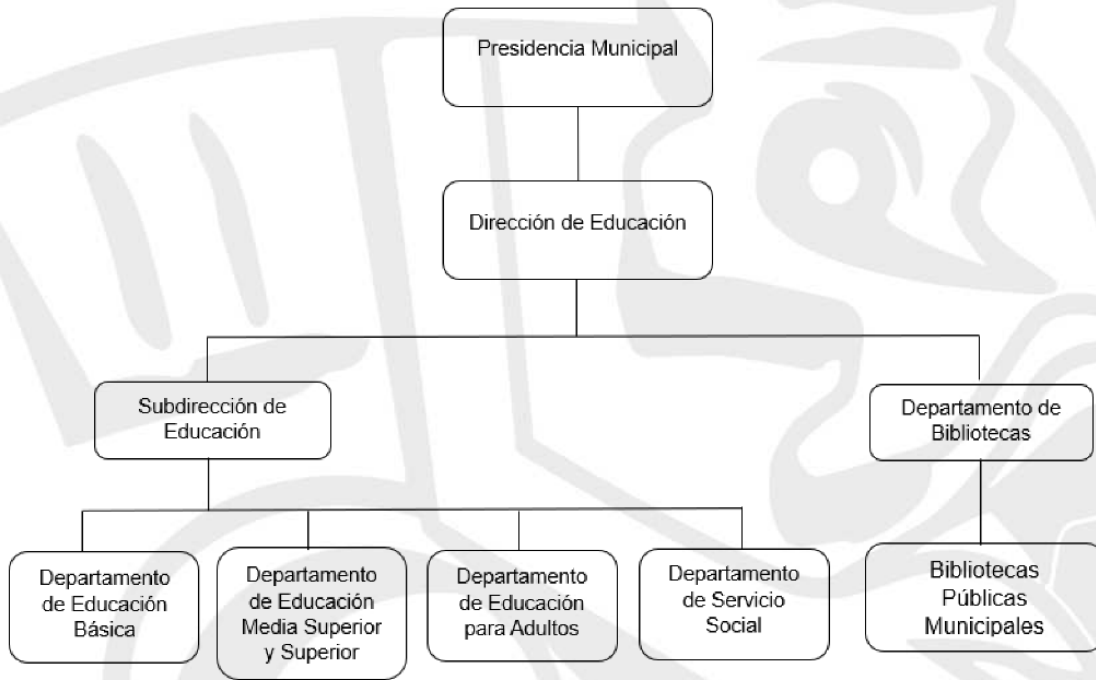 Presidencia Municipal
Dirección de Educación
Subdirección de
Educación
Departamento de
Bibliotecas
Departamento
de Educación
Básica
Departamento
de Educación
Media Superior
y Superior
Departamento
de Educación
para Adultos
Departamento
de Servicio
Social
Bibliotecas
Públicas
Municipales